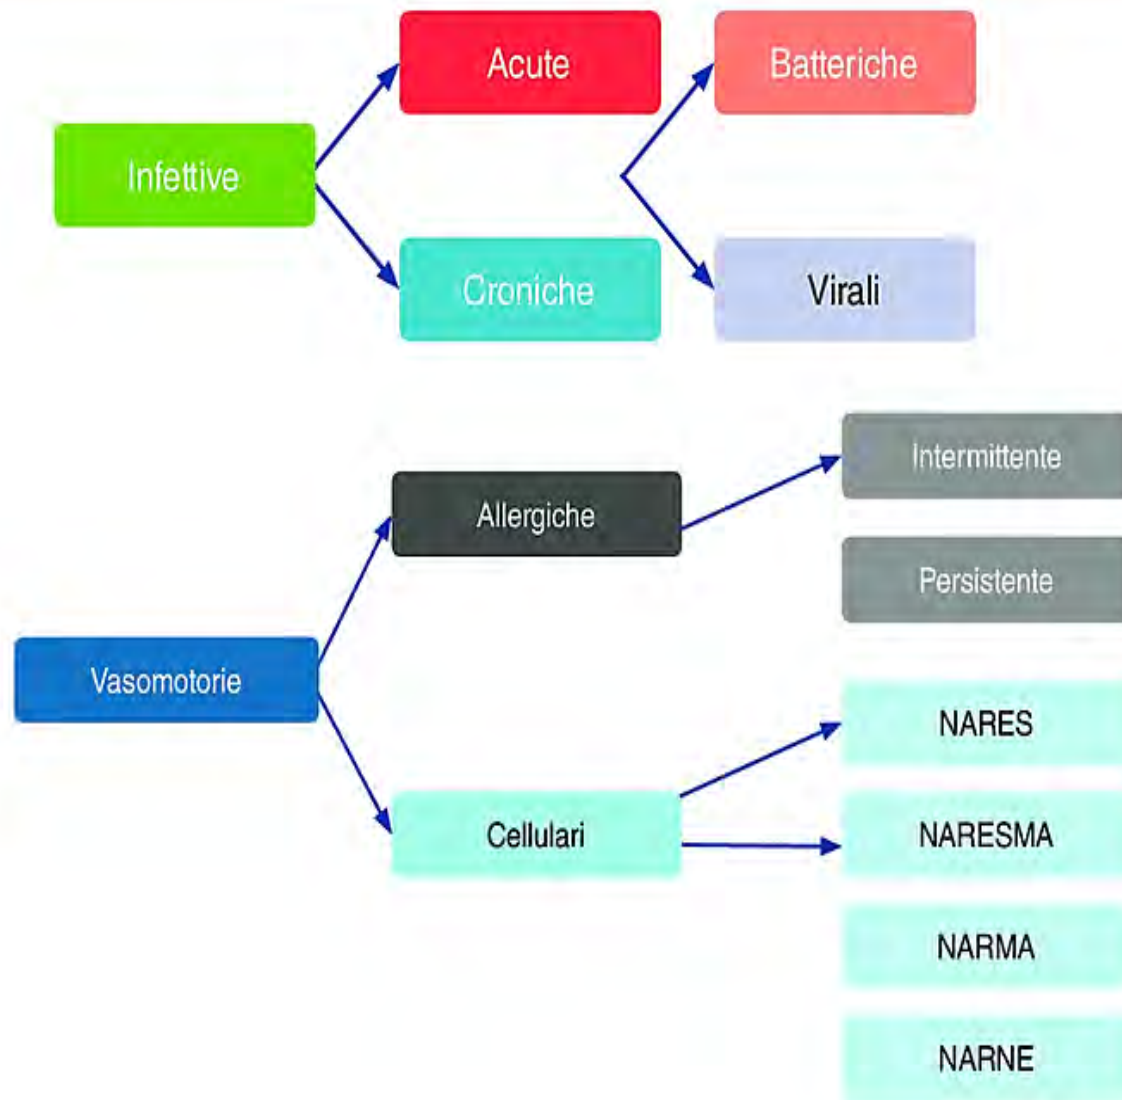 Acute
Batteriche
Infettive
Croniche
Virali
Intermittente
Allergiche
Persistente
Vasomotorie
NARES
Cellulari
NARESMA
NARMA
NARNE